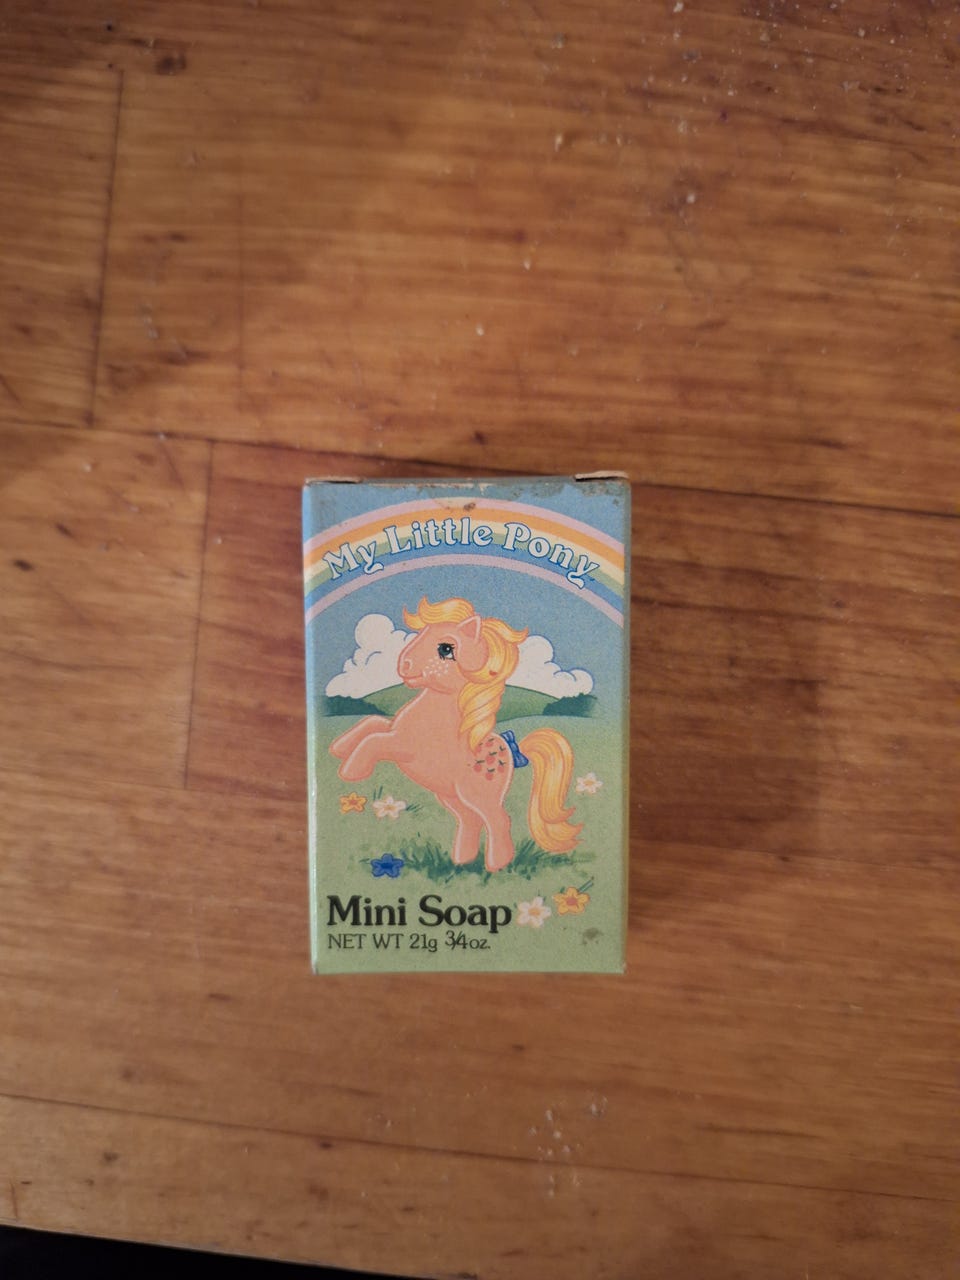 My Little Pony
Mini Soap
NET WT 21g 3/4oz.